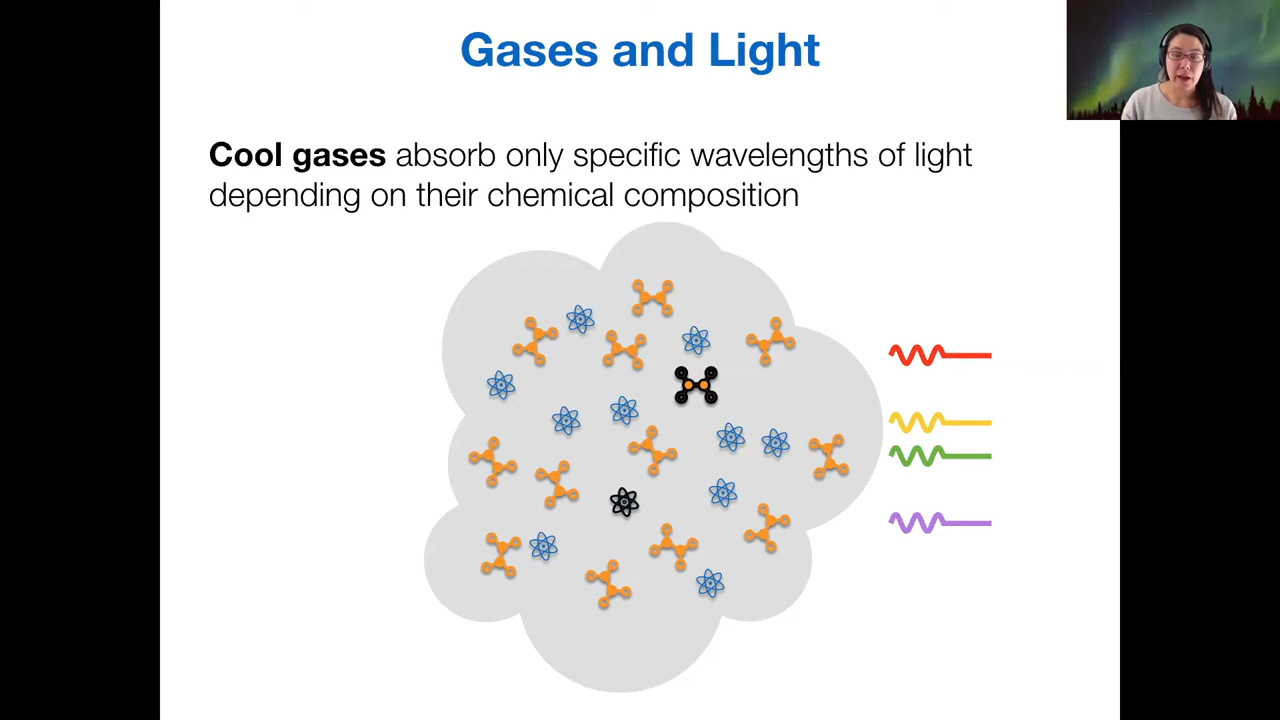 Gases and Light
Cool gases absorb only specific wavelengths of light
depending on their chemical composition